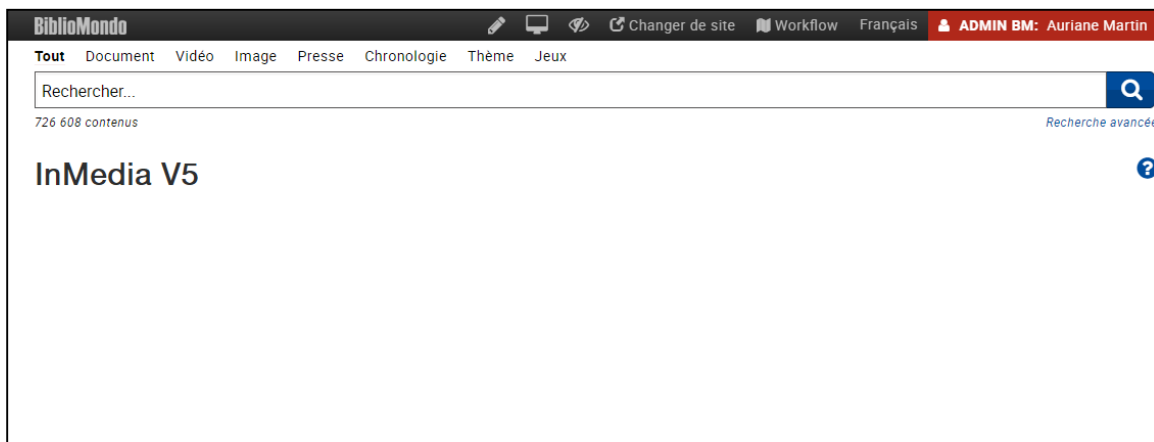 BiblioMondo Changer de site Workflow Français ADMIN BM: Auriane Martin
Tout Document Vidéo Image Presse Chronologie Thème Jeux
Rechercher...
726 608 contenus Recherche avancée
InMedia V5